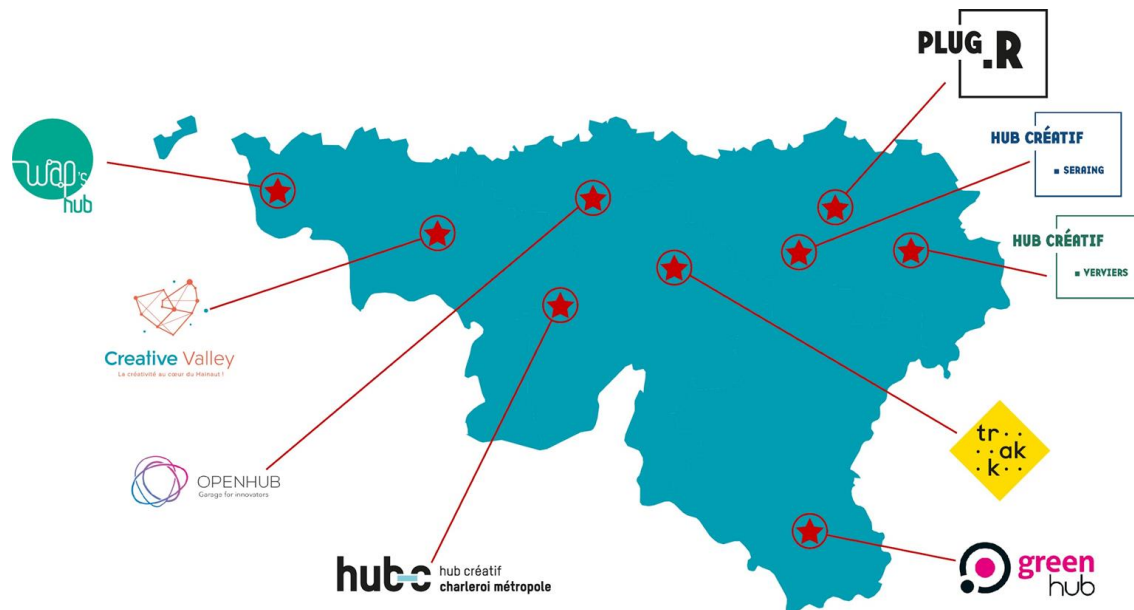 PLUG
.R
HUB CRÉATIF
SERAING
wap's
hub
HUB CRÉATIF
VERVIERS
Creative Valley
La créativité au cœur du Hainaut !
tr
ak
k
OPENHUB
Garage for innovators
hubc
hub créatif
charleroi métropole
green
hub